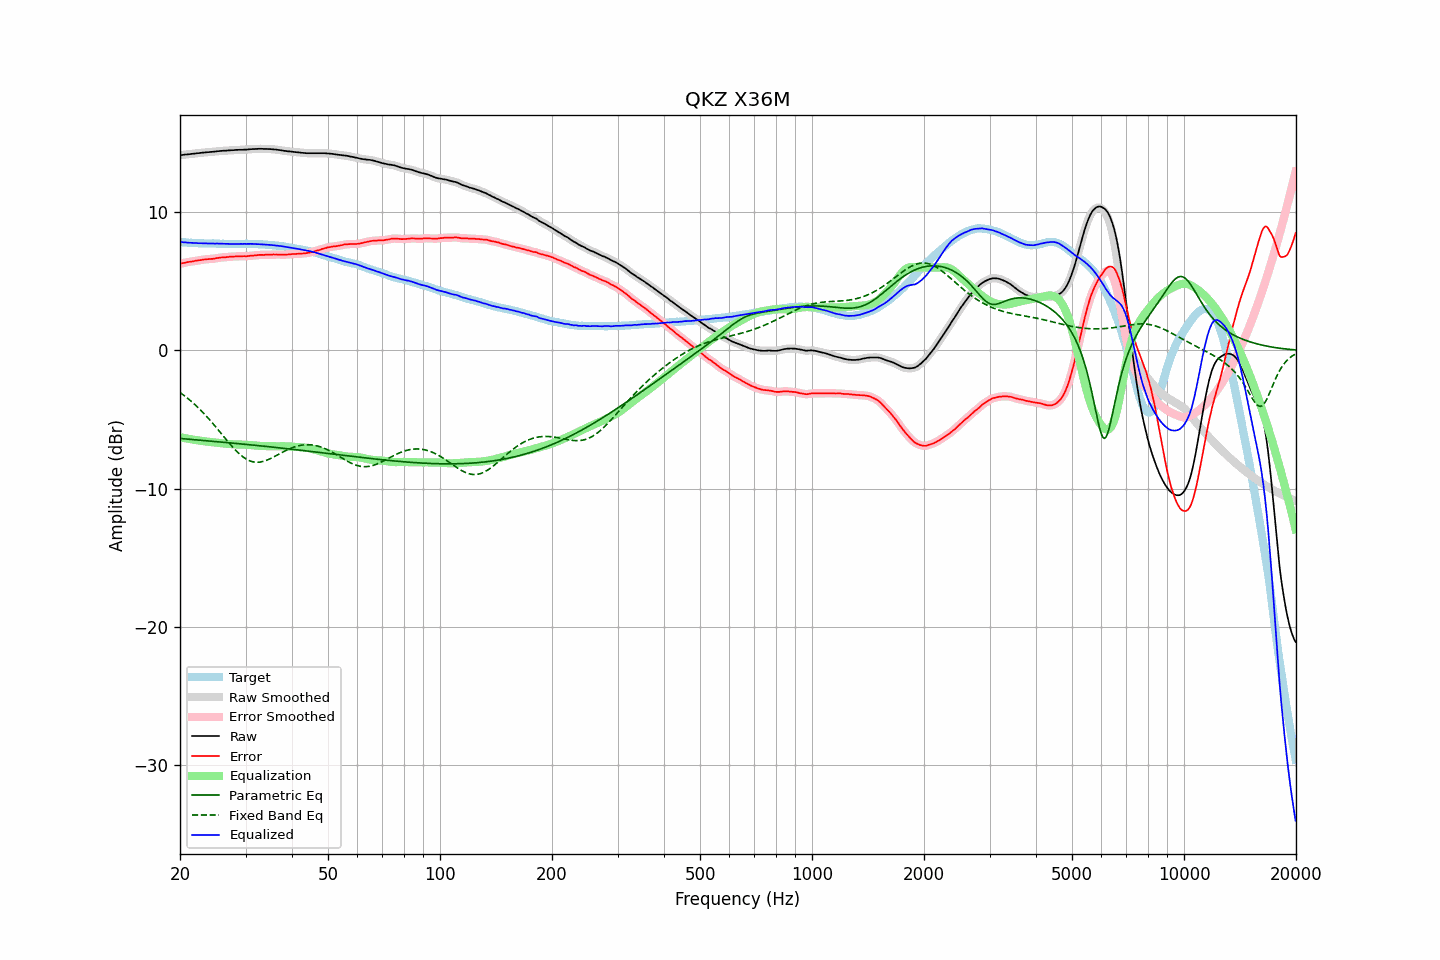 QKZ X36M
Amplitude (dBr)
10
0
−10
−20
−30
Target
Raw Smoothed
Error Smoothed
Raw
Error
Equalization
Parametric Eq
Fixed Band Eq
Equalized
20 50 100 200 500 1000 2000 5000 10000 20000
Frequency (Hz)